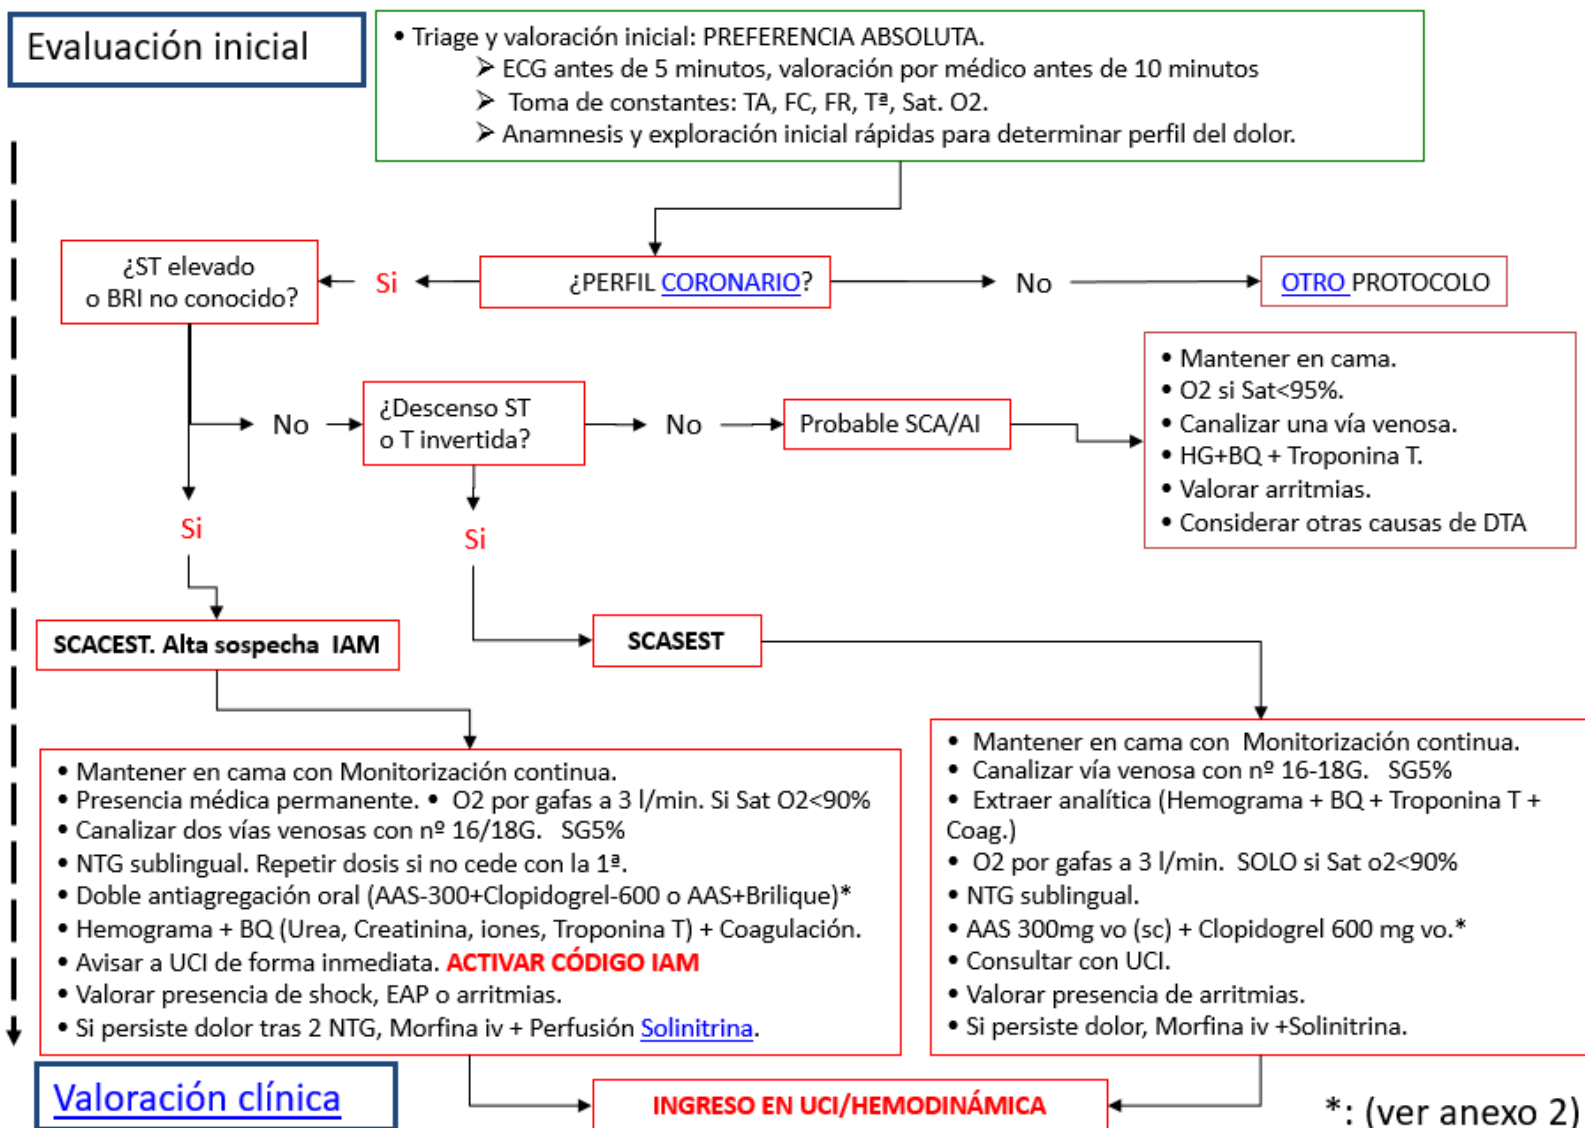 Evaluación inicial
• Triage y valoración inicial: PREFERENCIA ABSOLUTA.
➢ ECG antes de 5 minutos, valoración por médico antes de 10 minutos
➢ Toma de constantes: TA, FC, FR, Tª, Sat. O2.
➢ Anamnesis y exploración inicial rápidas para determinar perfil del dolor.
¿ST elevado
o BRI no conocido?
Si
¿PERFIL CORONARIO?
No
OTRO PROTOCOLO
No
¿Descenso ST
o T invertida?
No
Probable SCA/AI
• Mantener en cama.
• O2 si Sat<95%.
• Canalizar una vía venosa.
• HG+BQ + Troponina T.
• Valorar arritmias.
• Considerar otras causas de DTA
Si
Si
SCACEST. Alta sospecha IAM
SCASEST
• Mantener en cama con Monitorización continua.
• Presencia médica permanente. • O2 por gafas a 3 l/min. Si Sat O2<90%
• Canalizar dos vías venosas con nº 16/18G. SG5%
• NTG sublingual. Repetir dosis si no cede con la 1ª.
• Doble antiagregación oral (AAS-300+Clopidogrel-600 o AAS+Brilique)*
• Hemograma + BQ (Urea, Creatinina, iones, Troponina T) + Coagulación.
• Avisar a UCI de forma inmediata. ACTIVAR CÓDIGO IAM
• Valorar presencia de shock, EAP o arritmias.
• Si persiste dolor tras 2 NTG, Morfina iv + Perfusión Solinitrina.
• Mantener en cama con Monitorización continua.
• Canalizar vía venosa con nº 16-18G. SG5%
• Extraer analítica (Hemograma + BQ + Troponina T +
Coag.)
• O2 por gafas a 3 l/min. SOLO si Sat o2<90%
• NTG sublingual.
• AAS 300mg vo (sc) + Clopidogrel 600 mg vo.*
• Consultar con UCI.
• Valorar presencia de arritmias.
• Si persiste dolor, Morfina iv +Solinitrina.
Valoración clínica
INGRESO EN UCI/HEMODINÁMICA
*: (ver anexo 2)